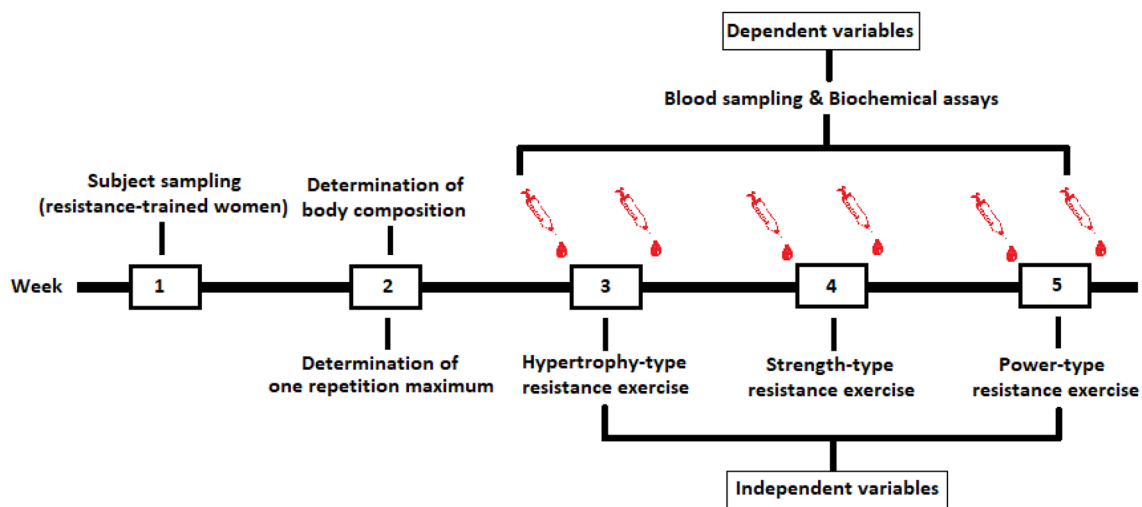 Dependent variables
Blood sampling & Biochemical assays
Subject sampling
(resistance-trained women)
Determination of
body composition
Week
1
2
3
4
5
Determination of
one repetition maximum
Hypertrophy-type
resistance exercise
Strength-type
resistance exercise
Power-type
resistance exercise
Independent variables